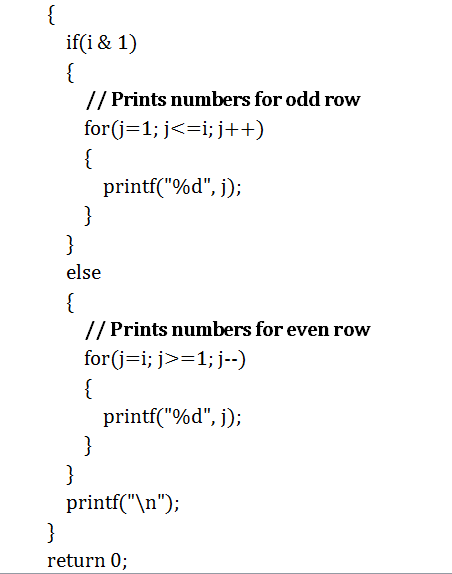 {
if(i & 1)
{
// Prints numbers for odd row
for(j=1; j<=i; j++)
{
printf("%d", j);
}
}
else
{
// Prints numbers for even row
for(j=i; j>=1; j--)
{
printf("%d", j);
}
}
printf("\n");
}
return 0;